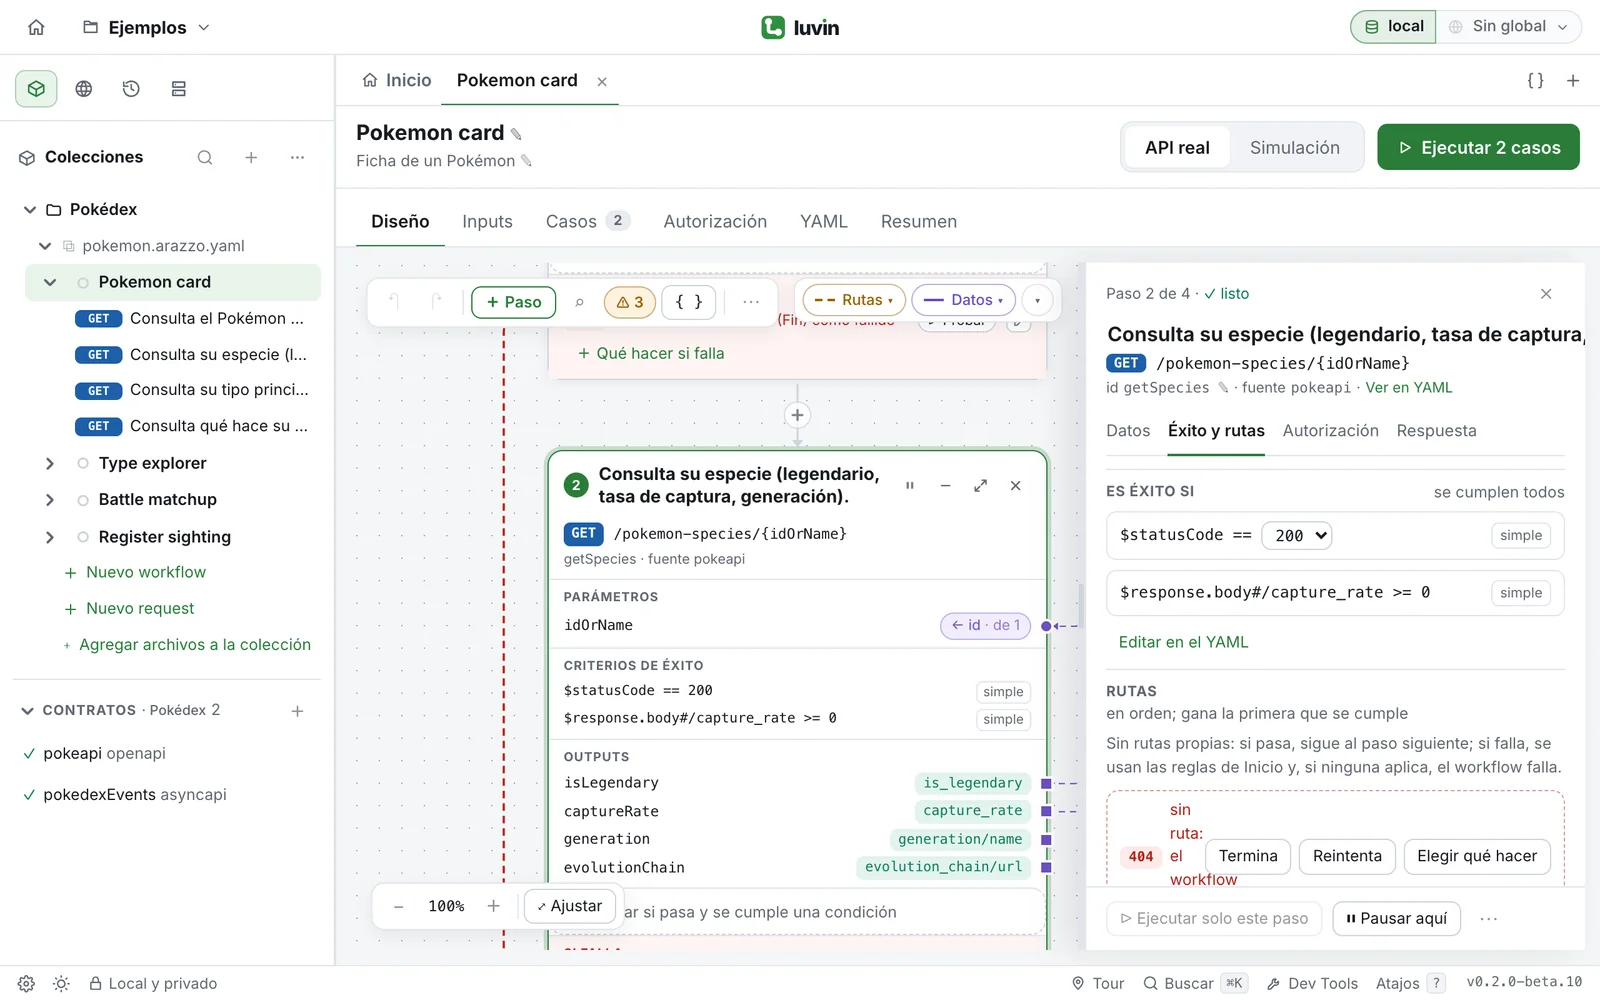 Ejemplos
luvin
local
Sin global
Inicio
Pokemon card
{ }
Pokemon card
Ficha de un Pokémon
API real
Simulación
Ejecutar 2 casos
Colecciones
Pokédex
pokemon.arazzo.yaml
Pokemon card
GET Consulta el Pokémon ...
GET Consulta su especie (l...
GET Consulta su tipo princi...
GET Consulta qué hace su ...
Type explorer
Battle matchup
Register sighting
+ Nuevo workflow
+ Nuevo request
+ Agregar archivos a la colección
CONTRATOS · Pokédex 2
pokeapi openapi
pokedexEvents asyncapi
Diseño
Inputs
Casos 2
Autorización
YAML
Resumen
+ Paso
3
{ }
...
Rutas
Datos
+ Qué hacer si falla
2
Consulta su especie (legendario,
tasa de captura, generación).
GET /pokemon-species/{idOrName}
getSpecies · fuente pokeapi
PARÁMETROS
idOrName
← id · de 1
CRITERIOS DE ÉXITO
$statusCode == 200
simple
$response.body#/capture_rate >= 0
simple
OUTPUTS
isLegendary
is_legendary
captureRate
capture_rate
generation
generation/name
evolutionChain
evolution_chain/url
ar si pasa y se cumple una condición
− 100% +
Ajustar
Paso 2 de 4 · ✓ listo
Consulta su especie (legendario, tasa de captura,
GET /pokemon-species/{idOrName}
id getSpecies · fuente pokeapi · Ver en YAML
Datos
Éxito y rutas
Autorización
Respuesta
ES ÉXITO SI
se cumplen todos
$statusCode == 200
simple
$response.body#/capture_rate >= 0
simple
Editar en el YAML
RUTAS
en orden; gana la primera que se cumple
Sin rutas propias: si pasa, sigue al paso siguiente; si falla, se
usan las reglas de Inicio y, si ninguna aplica, el workflow falla.
404
sin
ruta:
el
workflow
Termina
Reintenta
Elegir qué hacer
Ejecutar solo este paso
Pausar aquí
...
Local y privado
Tour
Buscar ⌘K
Dev Tools
Atajos ?
v0.2.0-beta.10